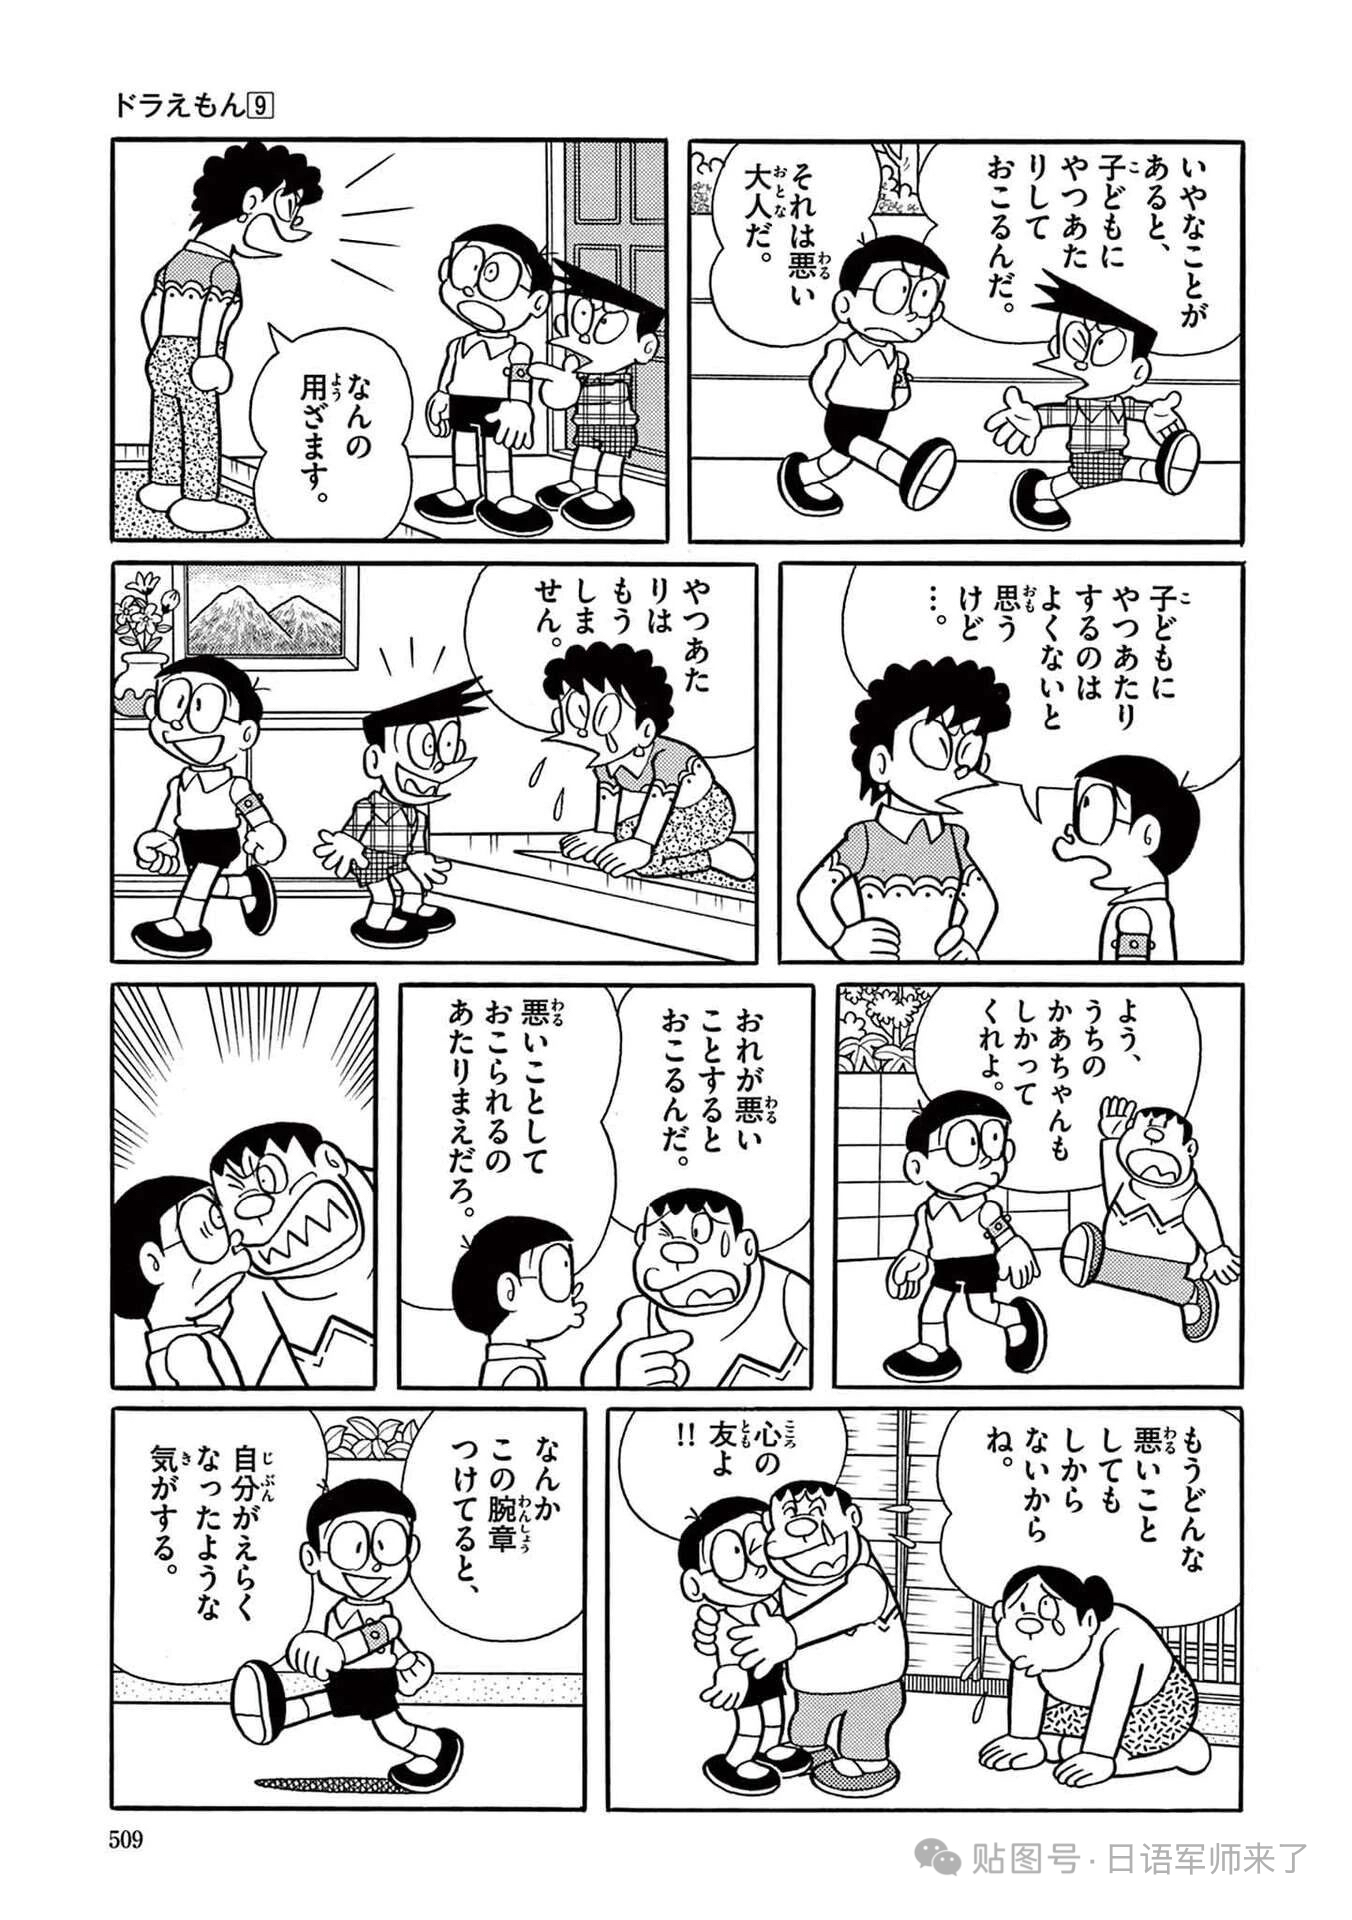 ドラえもん9
いやなことが
あると、
子どもに
やつあた
りして
おこるんだ。
それは悪い
大人だ。
なんの
用ざます。
子どもに
やつあたり
するのは
よくないと
思う
けど
…。
やつあた
りは
もう
しま
せん。
よう、
うちの
かあちゃんも
しかって
くれよ。
おれが悪い
ことすると
おこるんだ。
悪いことして
おこられるの
あたりまえだろ。
もうどんな
悪いこと
しても
しから
ないから
ね。
心の
友よ
!!
なんか
この腕章
つけてると、
自分がえらく
なったような
気がする。
509
贴图号·日语军师来了